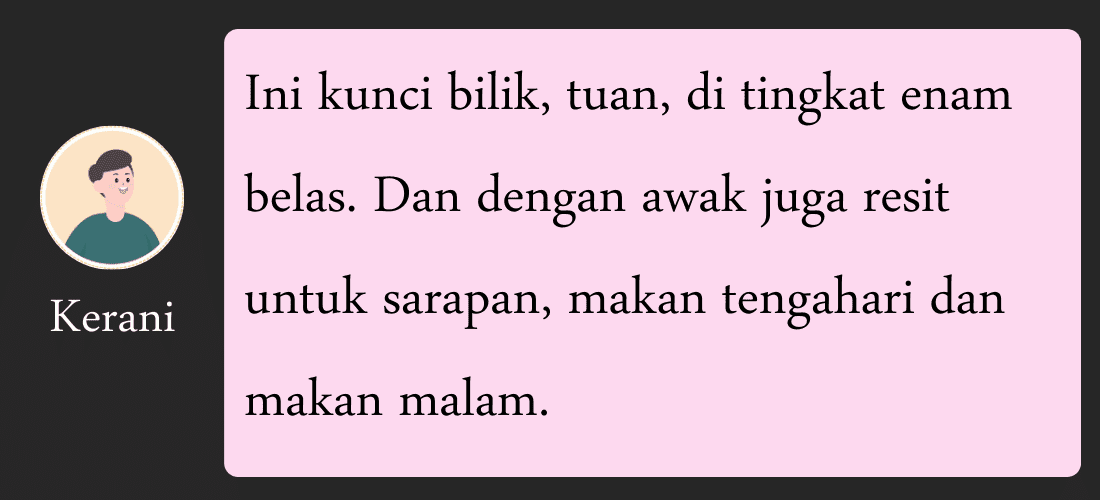 Ini kunci bilik, tuan, di tingkat enam
belas. Dan dengan awak juga resit
untuk sarapan, makan tengahari dan
makan malam.
Kerani